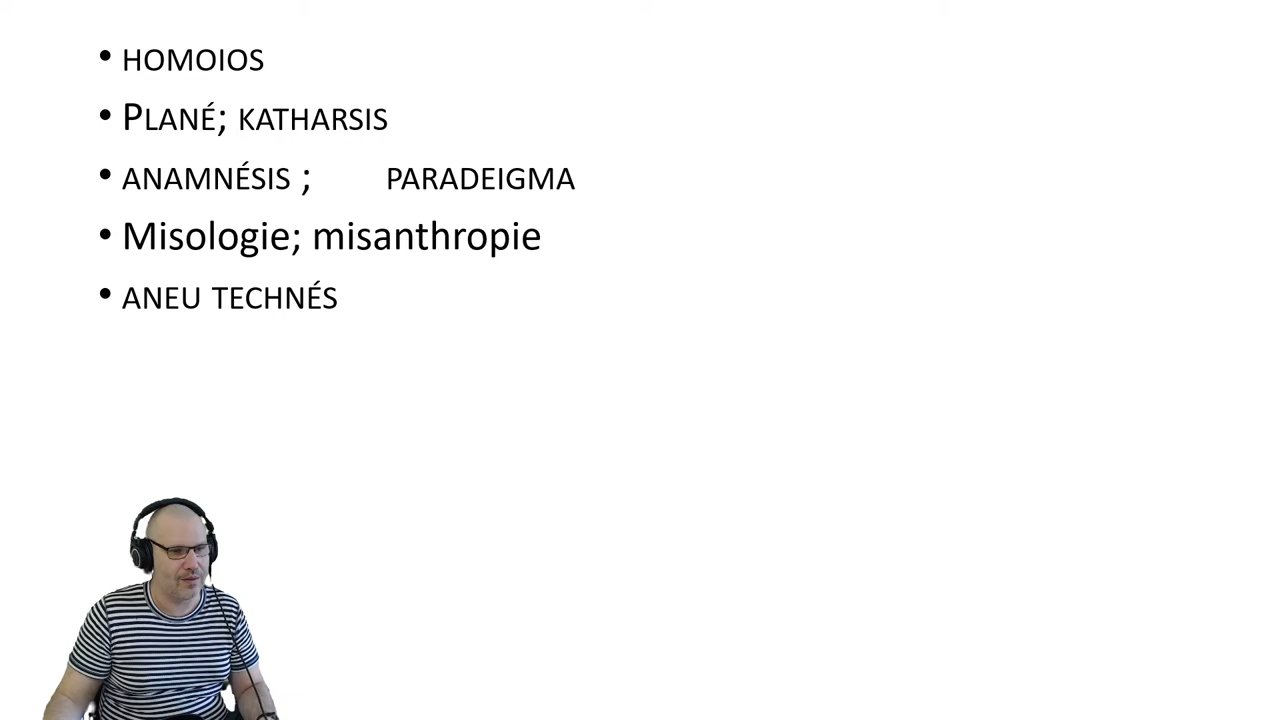 • HOMOIOS
• PLANÉ; KATHARSIS
• ANAMNÉSIS ; PARADEIGMA
• Misologie; misanthropie
• ANEU TECHNÉS